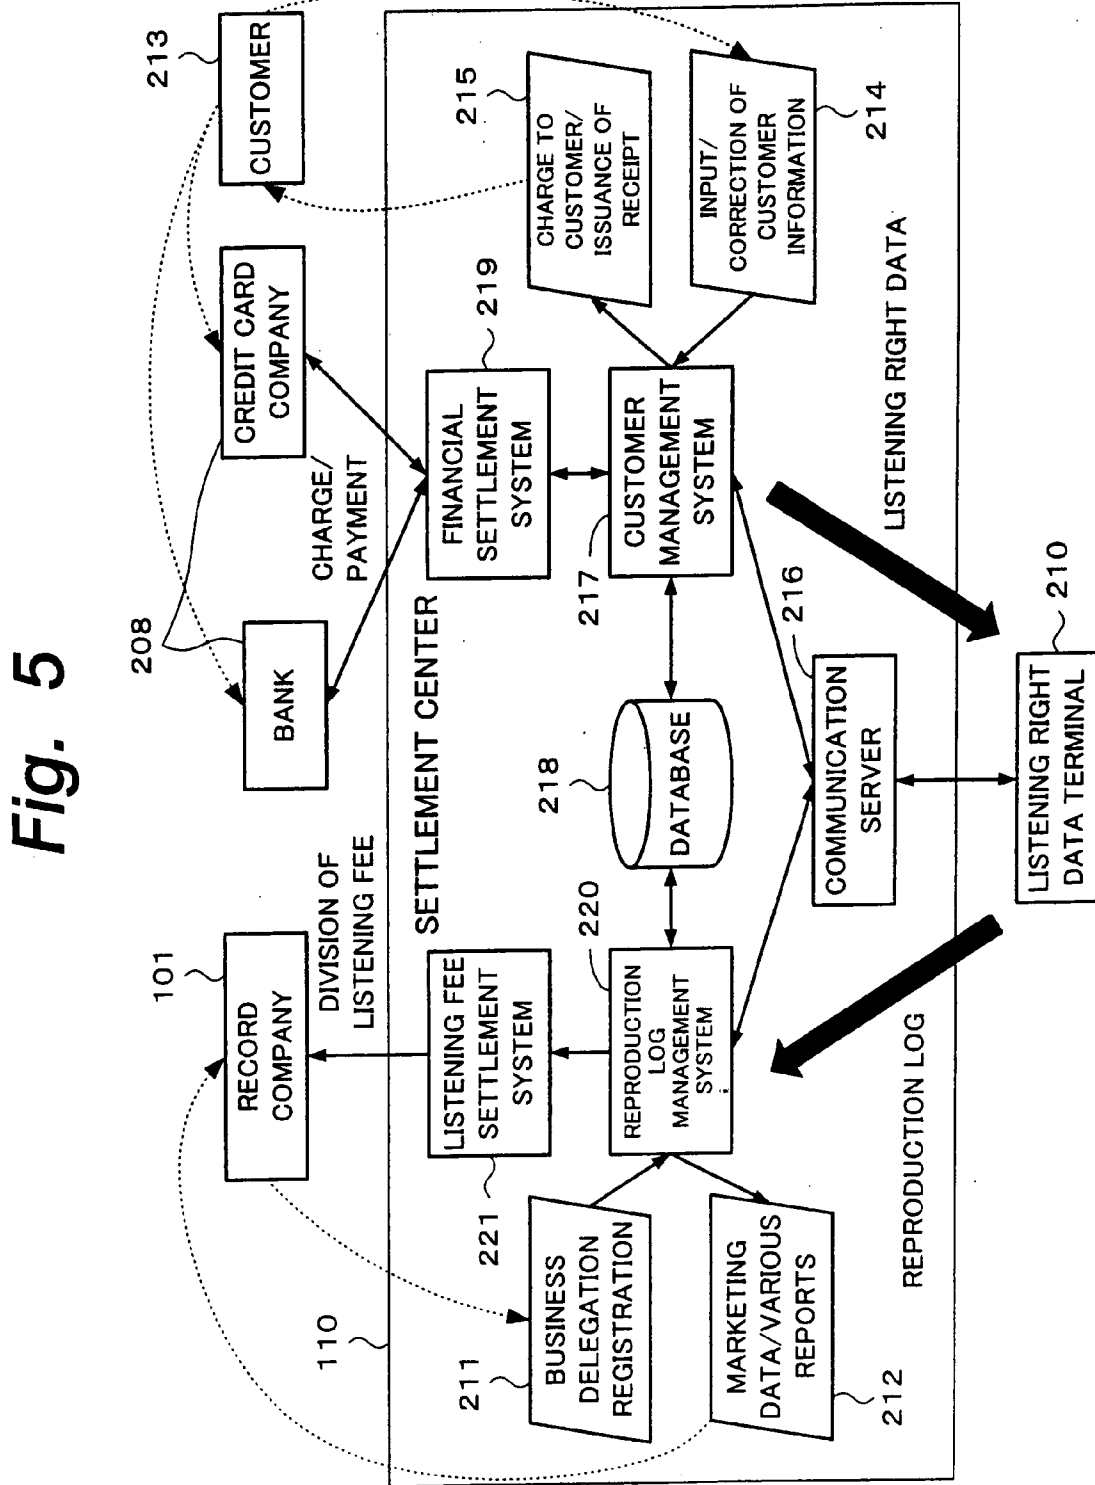 Fig. 5
101
RECORD
COMPANY
208
BANK
CREDIT CARD
COMPANY
213
CUSTOMER
DIVISION OF
LISTENING FEE
CHARGE/
PAYMENT
110
SETTLEMENT CENTER
221
LISTENING FEE
SETTLEMENT
SYSTEM
219
FINANCIAL
SETTLEMENT
SYSTEM
211
BUSINESS
DELEGATION
REGISTRATION
220
REPRODUCTION
LOG
MANAGEMENT
SYSTEM
218
DATABASE
217
CUSTOMER
MANAGEMENT
SYSTEM
215
CHARGE TO
CUSTOMER/
ISSUANCE OF
RECEIPT
212
MARKETING
DATA/VARIOUS
REPORTS
214
INPUT/
CORRECTION OF
CUSTOMER
INFORMATION
216
COMMUNICATION
SERVER
REPRODUCTION LOG
LISTENING RIGHT DATA
210
LISTENING RIGHT
DATA TERMINAL